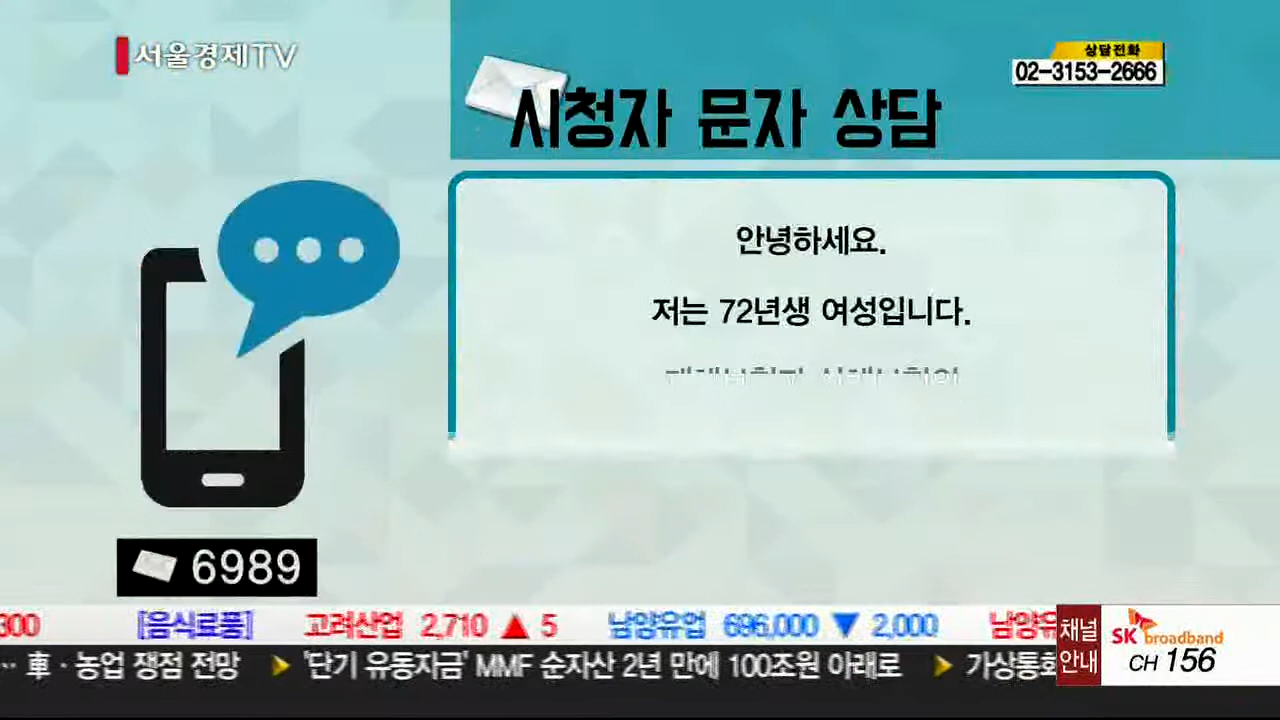 서울경제TV
상담전화
02-3153-2666
시청자 문자 상담
안녕하세요.
저는 72년생 여성입니다.
6989
300 [음식료품] 고려산업 2,710 ▲ 5 남양유업 696,000 ▼ 2,000 남양유
채널
안내
SK broadband
CH 156
··· 車·농업 쟁점 전망 '단기 유동자금' MMF 순자산 2년 만에 100조원 아래로 가상통화